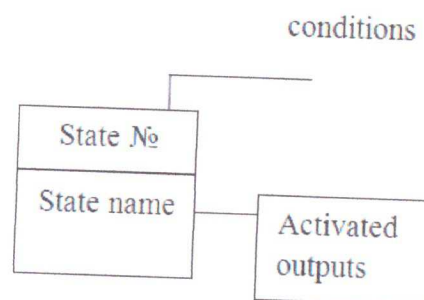 conditions
State №
State name
Activated
outputs